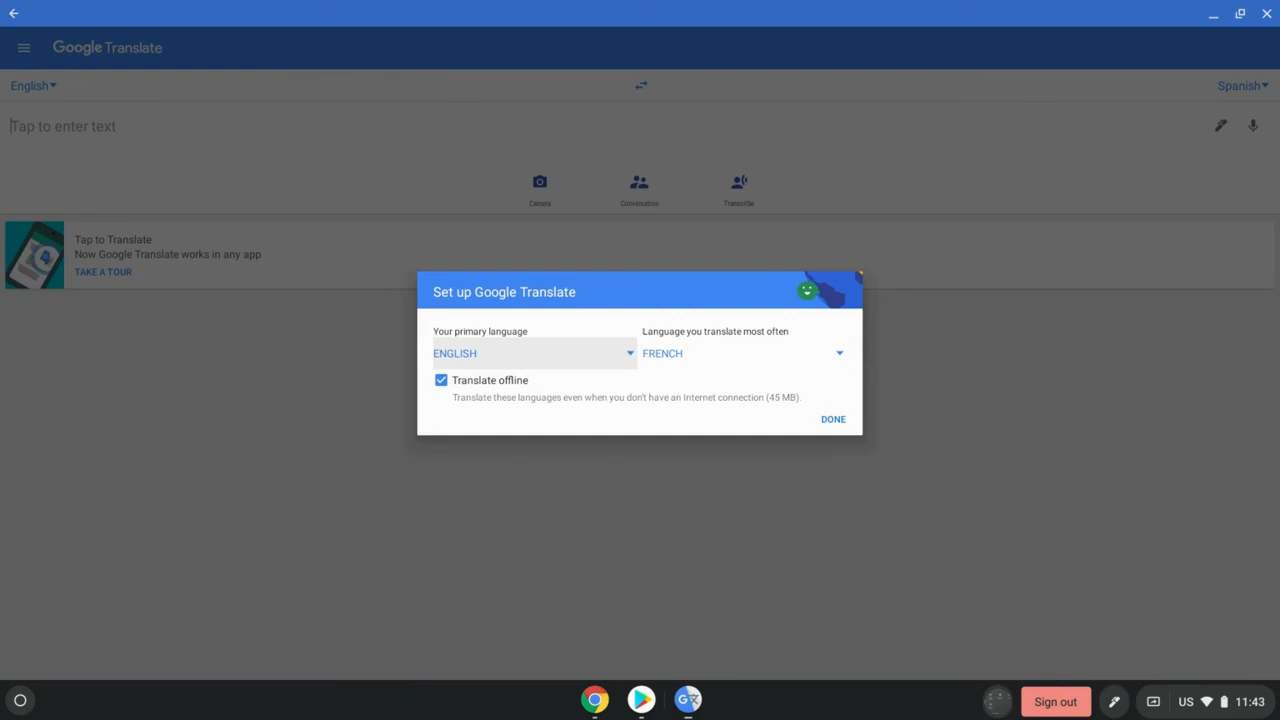 Google Translate
English
Spanish
Tap to enter text
Camera
Conversation
Transcribe
Tap to Translate
Now Google Translate works in any app
TAKE A TOUR
Set up Google Translate
Your primary language
Language you translate most often
ENGLISH
FRENCH
Translate offline
Translate these languages even when you don't have an Internet connection (45 MB).
DONE
Sign out
US
11:43